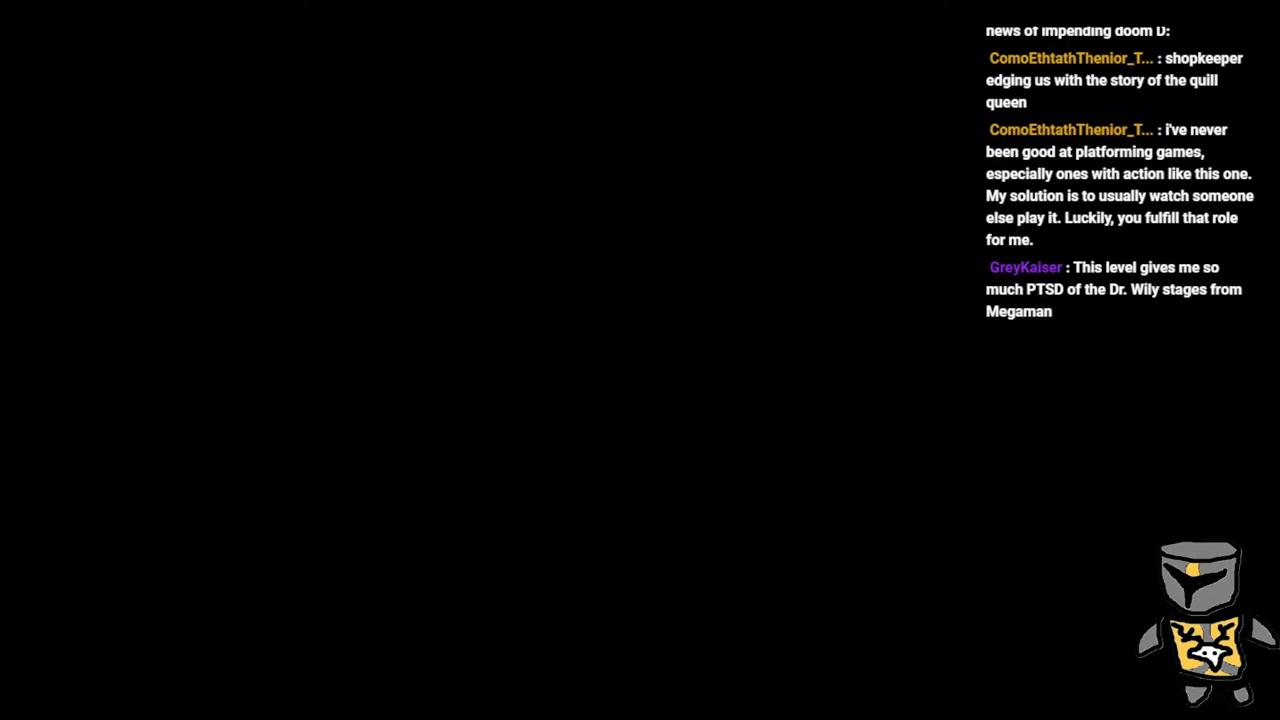 news of impending doom D:
ComoEthtathThenior_T... : shopkeeper
edging us with the story of the quill
queen
ComoEthtathThenior_T... : i've never
been good at platforming games,
especially ones with action like this one.
My solution is to usually watch someone
else play it. Luckily, you fulfill that role
for me.
GreyKaiser : This level gives me so
much PTSD of the Dr. Wily stages from
Megaman